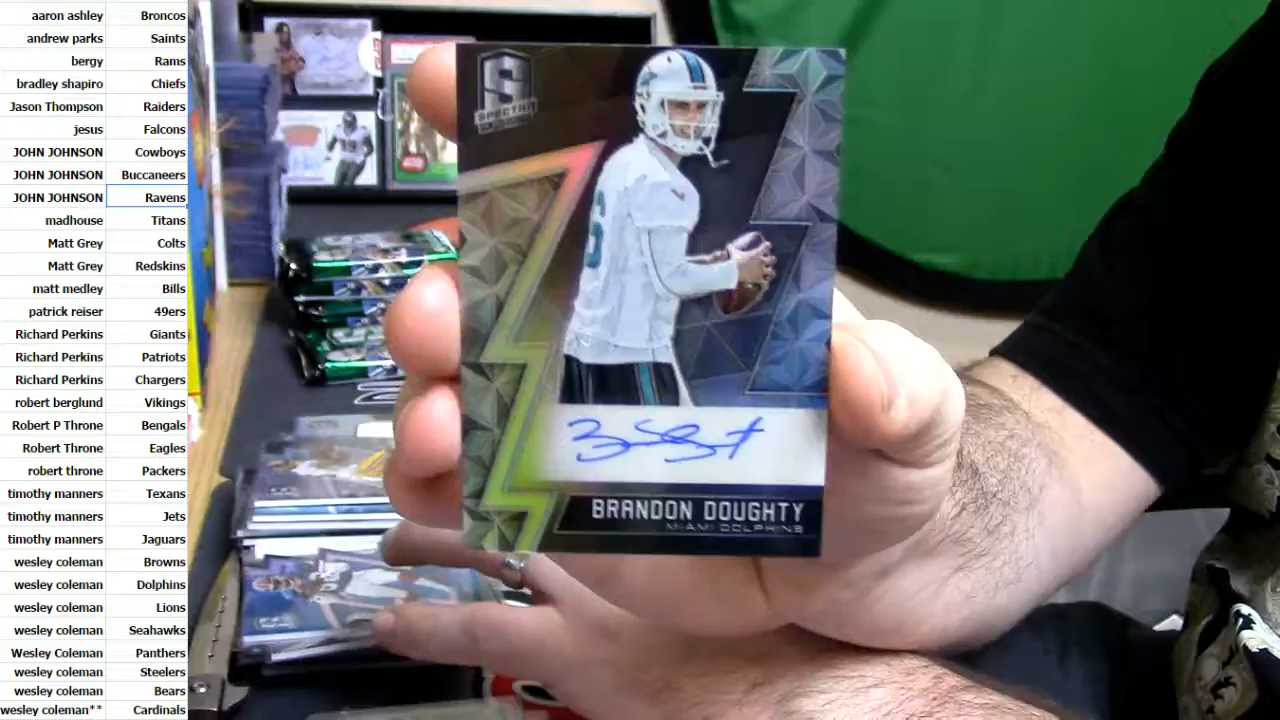 aaron ashley Broncos
andrew parks Saints
bergy Rams
bradley shapiro Chiefs
Jason Thompson Raiders
jesus Falcons
JOHN JOHNSON Cowboys
JOHN JOHNSON Buccaneers
JOHN JOHNSON Ravens
madhouse Titans
Matt Grey Colts
Matt Grey Redskins
matt medley Bills
patrick reiser 49ers
Richard Perkins Giants
Richard Perkins Patriots
Richard Perkins Chargers
robert berglund Vikings
Robert P Throne Bengals
Robert Throne Eagles
robert throne Packers
timothy manners Texans
timothy manners Jets
timothy manners Jaguars
wesley coleman Browns
wesley coleman Dolphins
wesley coleman Lions
wesley coleman Seahawks
Wesley Coleman Panthers
wesley coleman Steelers
wesley coleman Bears
wesley coleman** Cardinals
S
SPECTRA
6
BRANDON DOUGHTY
MIAMI DOLPHINS